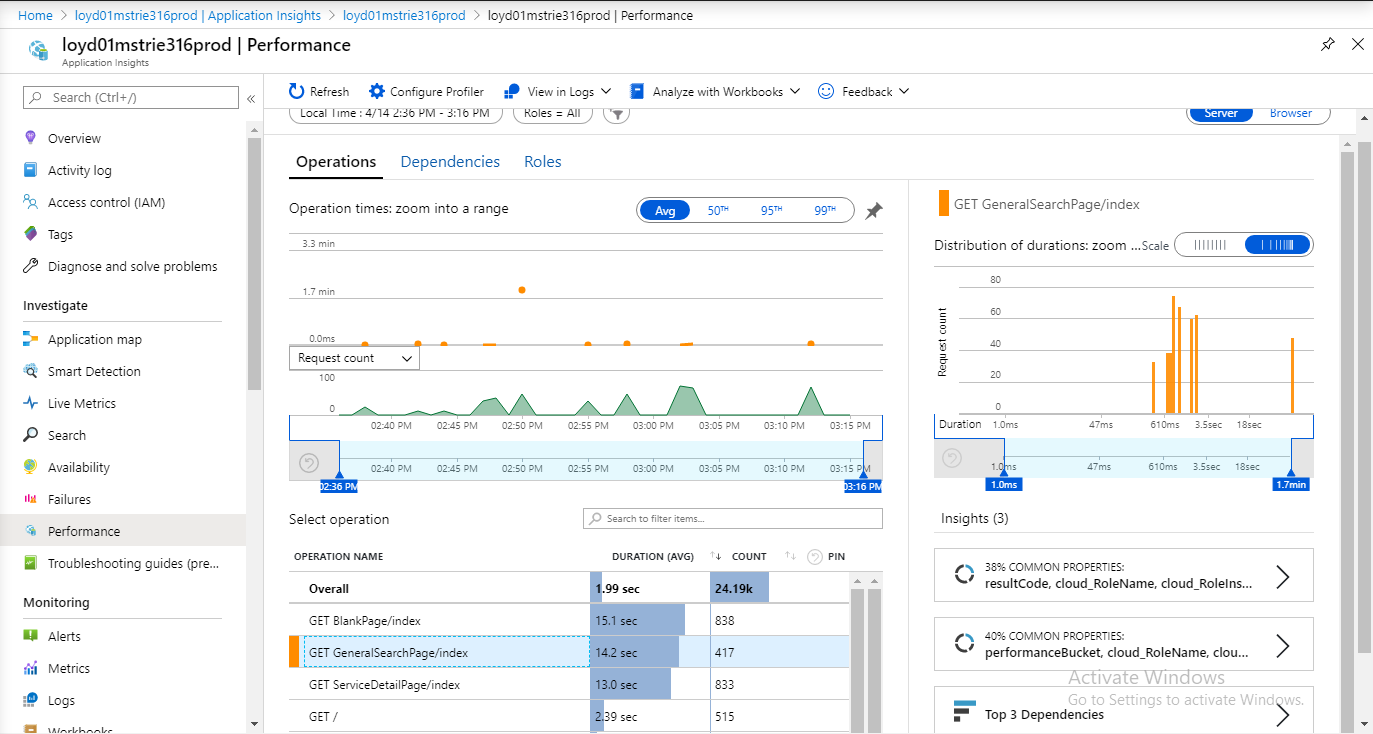 Home > loyd01mstrie316prod | Application Insights > loyd01mstrie316prod > loyd01mstrie316prod | Performance
loyd01mstrie316prod | Performance
Application Insights
Search (Ctrl+/)
«
Overview
Activity log
Access control (IAM)
Tags
Diagnose and solve problems
Investigate
Application map
Smart Detection
Live Metrics
Search
Availability
Failures
Performance
Troubleshooting guides (pre...
Monitoring
Alerts
Metrics
Logs
Workbooks
Refresh
Configure Profiler
View in Logs
Analyze with Workbooks
Feedback
Local Time : 4/14 2:36 PM - 3:16 PM
Roles = All
Server
Browser
Operations
Dependencies
Roles
Operation times: zoom into a range
Avg
50TH
95TH
99TH
3.3 min
1.7 min
0.0ms
Request count
100
0
02:40 PM 02:45 PM 02:50 PM 02:55 PM 03:00 PM 03:05 PM 03:10 PM 03:15 PM
02:40 PM 02:45 PM 02:50 PM 02:55 PM 03:00 PM 03:05 PM 03:10 PM 03:15 PM
02:36 PM
03:16 PM
Select operation
Search to filter items...
OPERATION NAME DURATION (AVG) COUNT PIN
Overall 1.99 sec 24.19k
GET BlankPage/index 15.1 sec 838
GET GeneralSearchPage/index 14.2 sec 417
GET ServiceDetailPage/index 13.0 sec 833
GET / 2.39 sec 515
GET GeneralSearchPage/index
Distribution of durations: zoom ...
Scale
Request count
80
60
40
20
0
Duration 1.0ms 47ms 610ms 3.5sec 18sec
1.0ms 47ms 610ms 3.5sec 18sec
1.0ms
1.7min
Insights (3)
38% COMMON PROPERTIES:
resultCode, cloud_RoleName, cloud_RoleIns...
40% COMMON PROPERTIES:
performanceBucket, cloud_RoleName, clou...
Activate Windows
Go to Settings to activate Windows.
Top 3 Dependencies